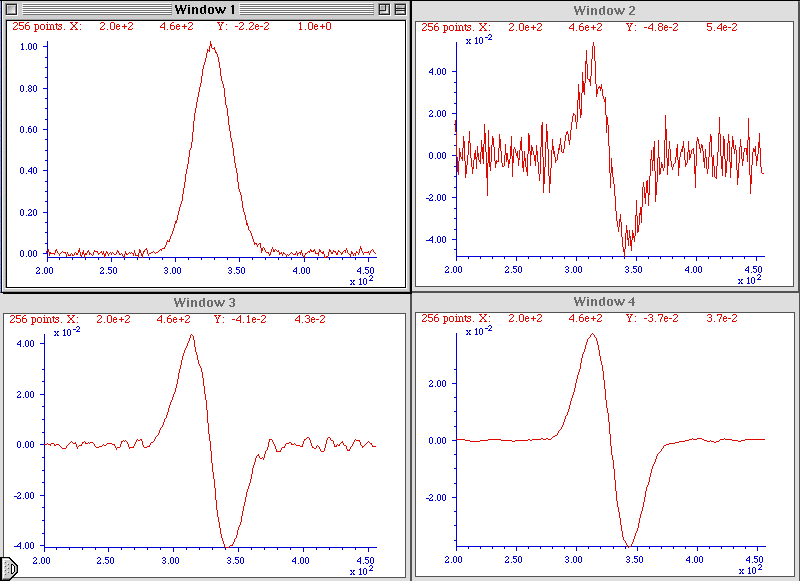 Window 1
256 points. X: 2.0e+2 4.6e+2 Y: -2.2e-2 1.0e+0
1.00
0.80
0.60
0.40
0.20
0.00
2.00 2.50 3.00 3.50 4.00 4.50
x 10^2
Window 2
256 points. X: 2.0e+2 4.6e+2 Y: -4.8e-2 5.4e-2
x 10^-2
4.00
2.00
0.00
-2.00
-4.00
2.00 2.50 3.00 3.50 4.00 4.50
x 10^2
Window 3
256 points. X: 2.0e+2 4.6e+2 Y: -4.1e-2 4.3e-2
x 10^-2
4.00
2.00
0.00
-2.00
-4.00
2.00 2.50 3.00 3.50 4.00 4.50
x 10^2
Window 4
256 points. X: 2.0e+2 4.6e+2 Y: -3.7e-2 3.7e-2
x 10^-2
2.00
0.00
-2.00
2.00 2.50 3.00 3.50 4.00 4.50
x 10^2